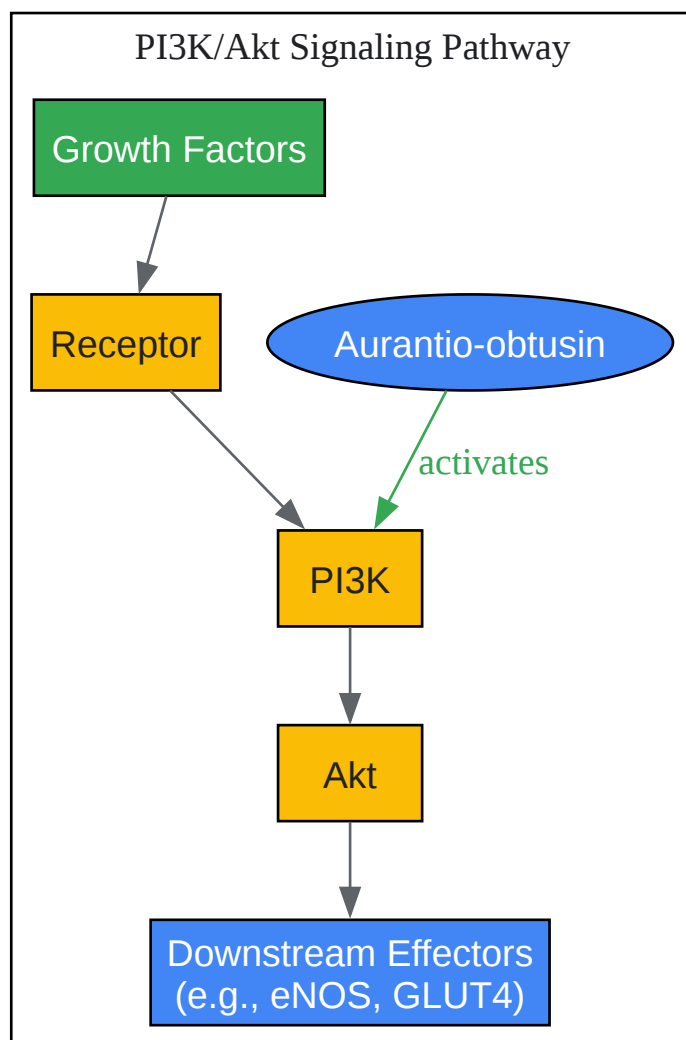 PI3K/Akt Signaling Pathway
Growth Factors
Receptor
Aurantio-obtusin
activates
PI3K
Akt
Downstream Effectors
(e.g., eNOS, GLUT4)